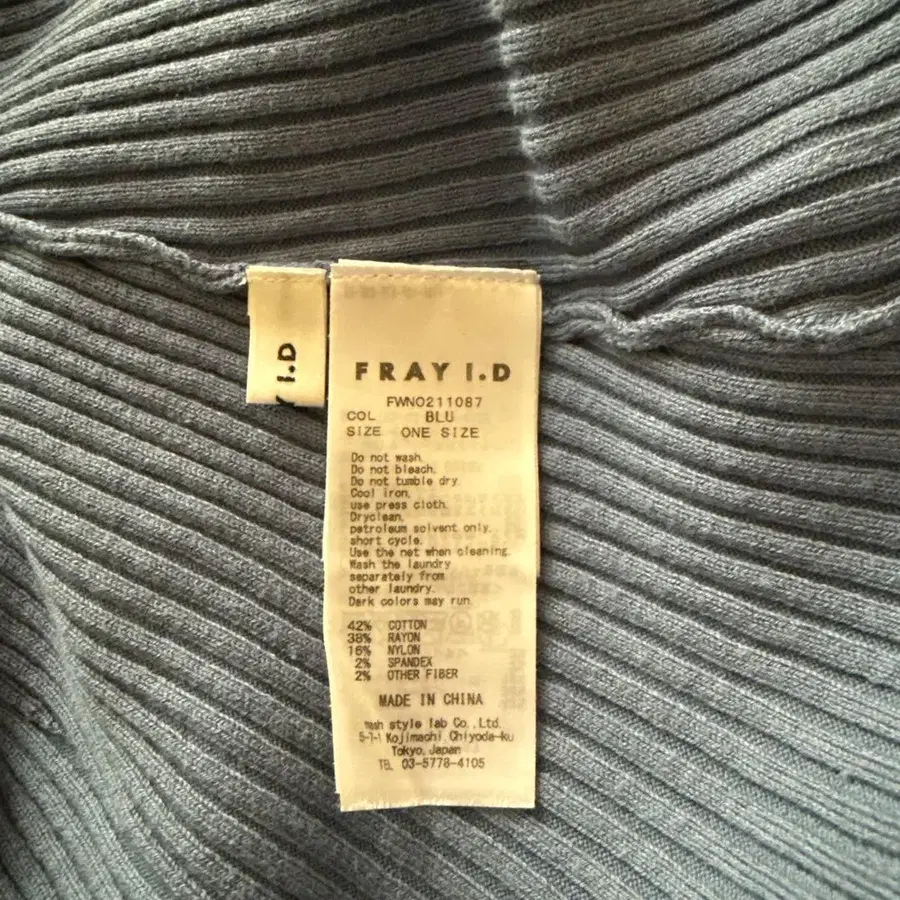 I.D
FRAY I.D
FWNO211087
COL BLU
SIZE ONE SIZE
Do not wash.
Do not bleach.
Do not tumble dry.
Cool iron,
use press cloth.
Dryclean,
petroleum solvent only,
short cycle.
Use the net when cleaning.
Wash the laundry
separately from
other laundry.
Dark colors may run.
42% COTTON
38% RAYON
16% NYLON
2% SPANDEX
2% OTHER FIBER
MADE IN CHINA
mash style lab Co., Ltd.
5-7-1 Kojimachi, Chiyoda-ku
Tokyo, Japan
TEL 03-5778-4105